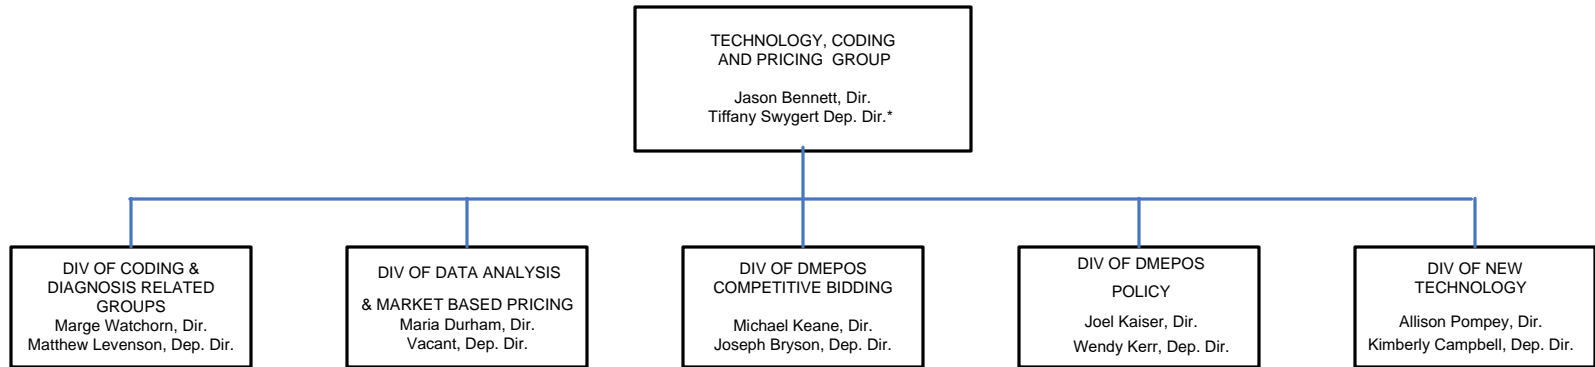 TECHNOLOGY, CODING
AND PRICING GROUP
Jason Bennett, Dir.
Tiffany Swygert Dep. Dir.*
DIV OF CODING &
DIAGNOSIS RELATED
GROUPS
Marge Watchorn, Dir.
Matthew Levenson, Dep. Dir.
DIV OF DATA ANALYSIS
& MARKET BASED PRICING
Maria Durham, Dir.
Vacant, Dep. Dir.
DIV OF DMEPOS
COMPETITIVE BIDDING
Michael Keane, Dir.
Joseph Bryson, Dep. Dir.
DIV OF DMEPOS
POLICY
Joel Kaiser, Dir.
Wendy Kerr, Dep. Dir.
DIV OF NEW
TECHNOLOGY
Allison Pompey, Dir.
Kimberly Campbell, Dep. Dir.